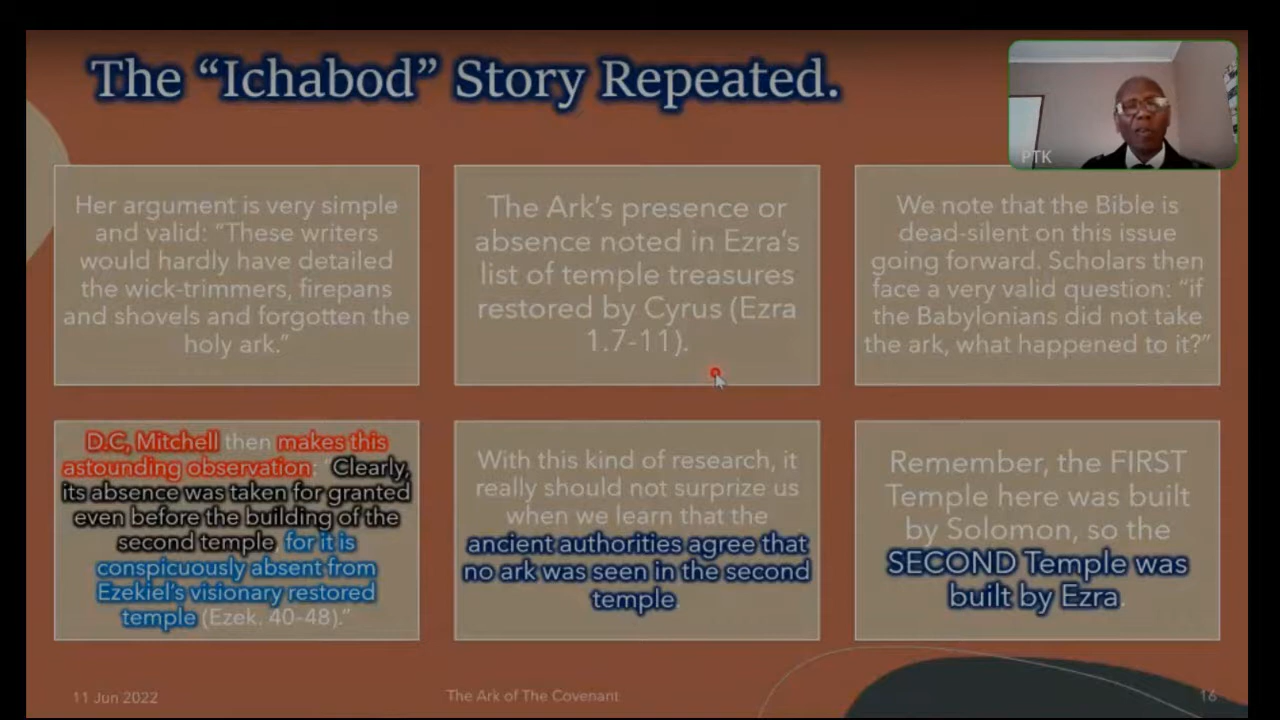 The “Ichabod” Story Repeated.
PTK
Her argument is very simple
and valid: “These writers
would hardly have detailed
the wick-trimmers, firepans
and shovels and forgotten the
holy ark.”
The Ark’s presence or
absence noted in Ezra’s
list of temple treasures
restored by Cyrus (Ezra
1.7-11).
We note that the Bible is
dead-silent on this issue
going forward. Scholars then
face a very valid question: “if
the Babylonians did not take
the ark, what happened to it?”
D.C, Mitchell then makes this
astounding observation: “Clearly,
its absence was taken for granted
even before the building of the
second temple, for it is
conspicuously absent from
Ezekiel’s visionary restored
temple (Ezek. 40-48).”
With this kind of research, it
really should not surprize us
when we learn that the
ancient authorities agree that
no ark was seen in the second
temple.
Remember, the FIRST
Temple here was built
by Solomon, so the
SECOND Temple was
built by Ezra.
11 Jun 2022
The Ark of The Covenant
16